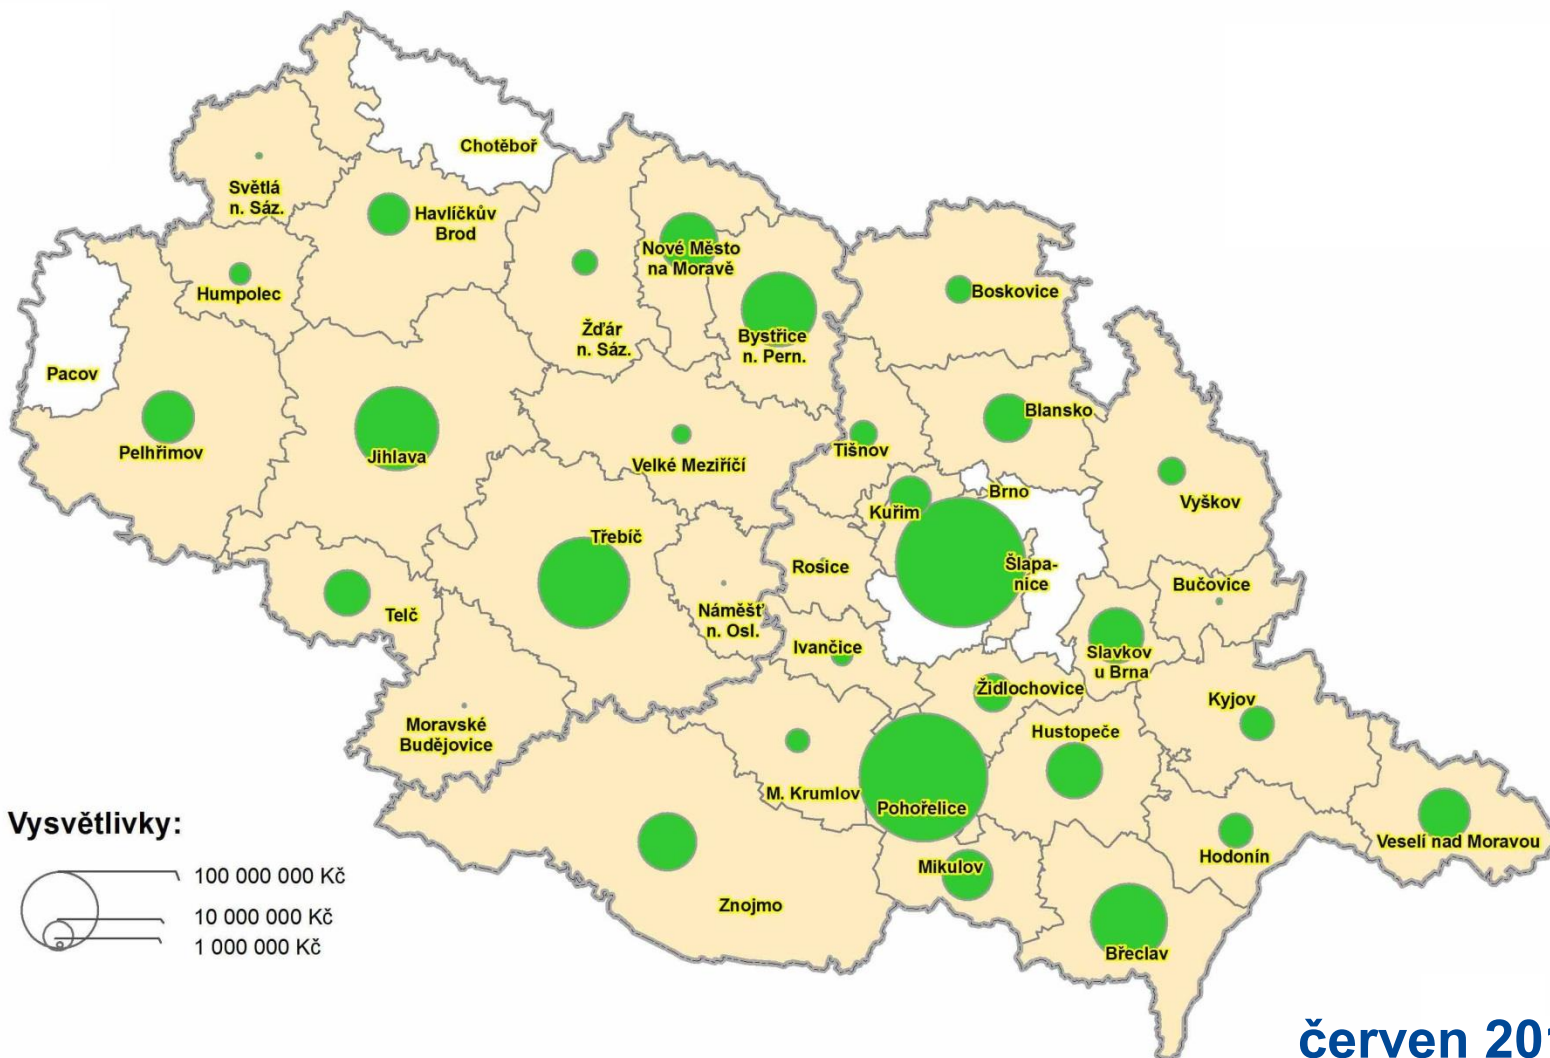 Chotěboř
Světlá
n. Sáz.
Havlíčkův
Brod
Nové Město
na Moravě
Humpolec
Boskovice
Žďár
n. Sáz.
Bystřice
n. Pern.
Pacov
Blansko
Pelhřimov
Jihlava
Velké Meziříčí
Tišnov
Brno
Vyškov
Kuřim
Třebíč
Rosice
Šlapa-
nice
Bučovice
Telč
Náměšť
n. Osl.
Ivančice
Slavkov
u Brna
Židlochovice
Kyjov
Moravské
Budějovice
Hustopeče
M. Krumlov
Pohořelice
Vysvětlivky:
Veselí nad Moravou
Hodonín
Mikulov
100 000 000 Kč
Znojmo
10 000 000 Kč
1 000 000 Kč
Břeclav
červen 20